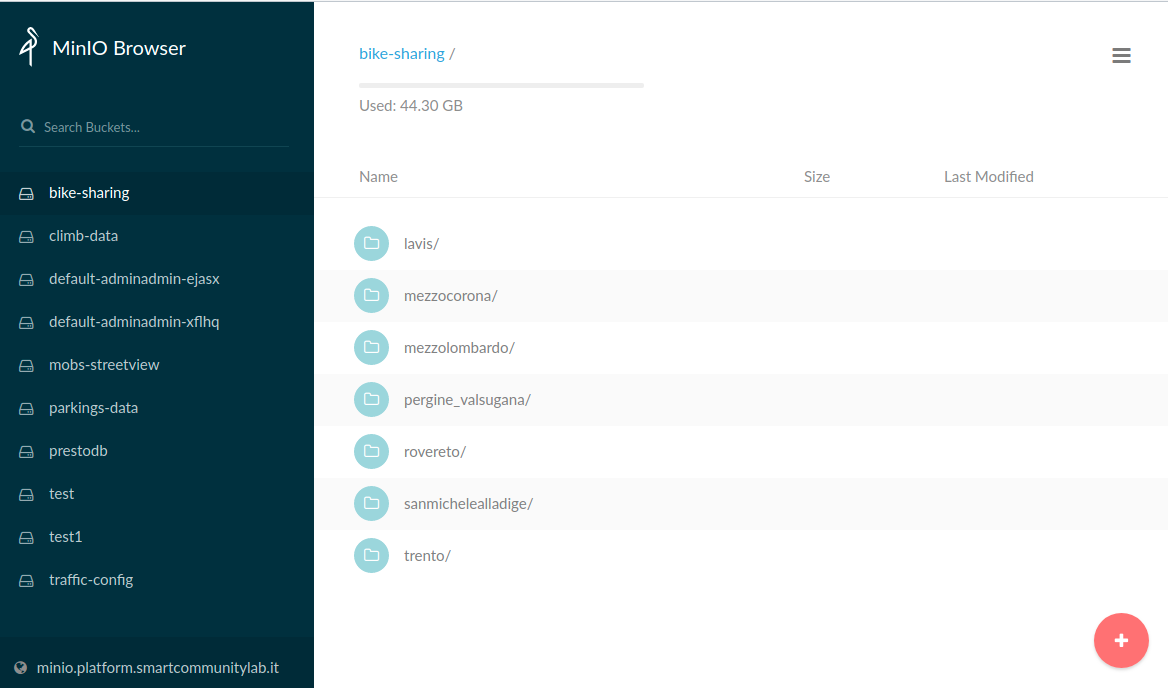 MinIO Browser
Search Buckets...
bike-sharing
climb-data
default-adminadmin-ejasx
default-adminadmin-xflhq
mobs-streetview
parkings-data
prestodb
test
test1
traffic-config
minio.platform.smartcommunitylab.it
bike-sharing /
Used: 44.30 GB
Name Size Last Modified
lavis/
mezzocorona/
mezzolombardo/
pergine_valsugana/
rovereto/
sanmichelealladige/
trento/